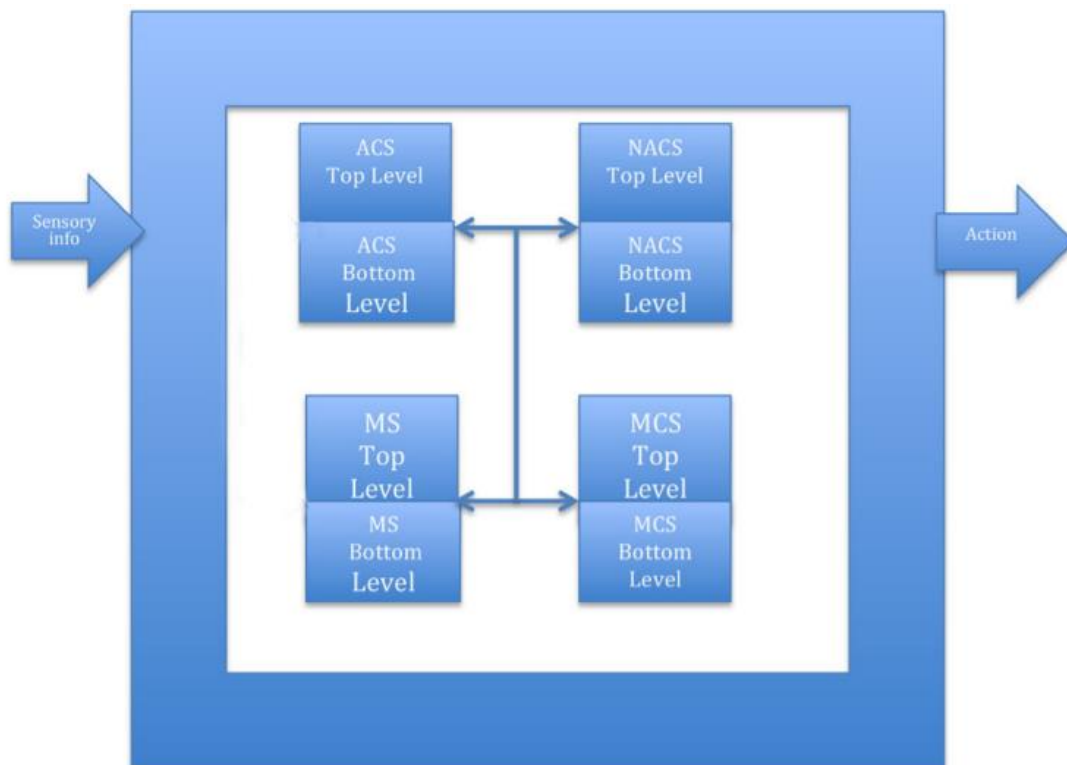 Sensory
info
ACS
Top Level
ACS
Bottom
Level
NACS
Top Level
NACS
Bottom
Level
MS
Top
Level
MS
Bottom
Level
MCS
Top
Level
MCS
Bottom
Level
Action